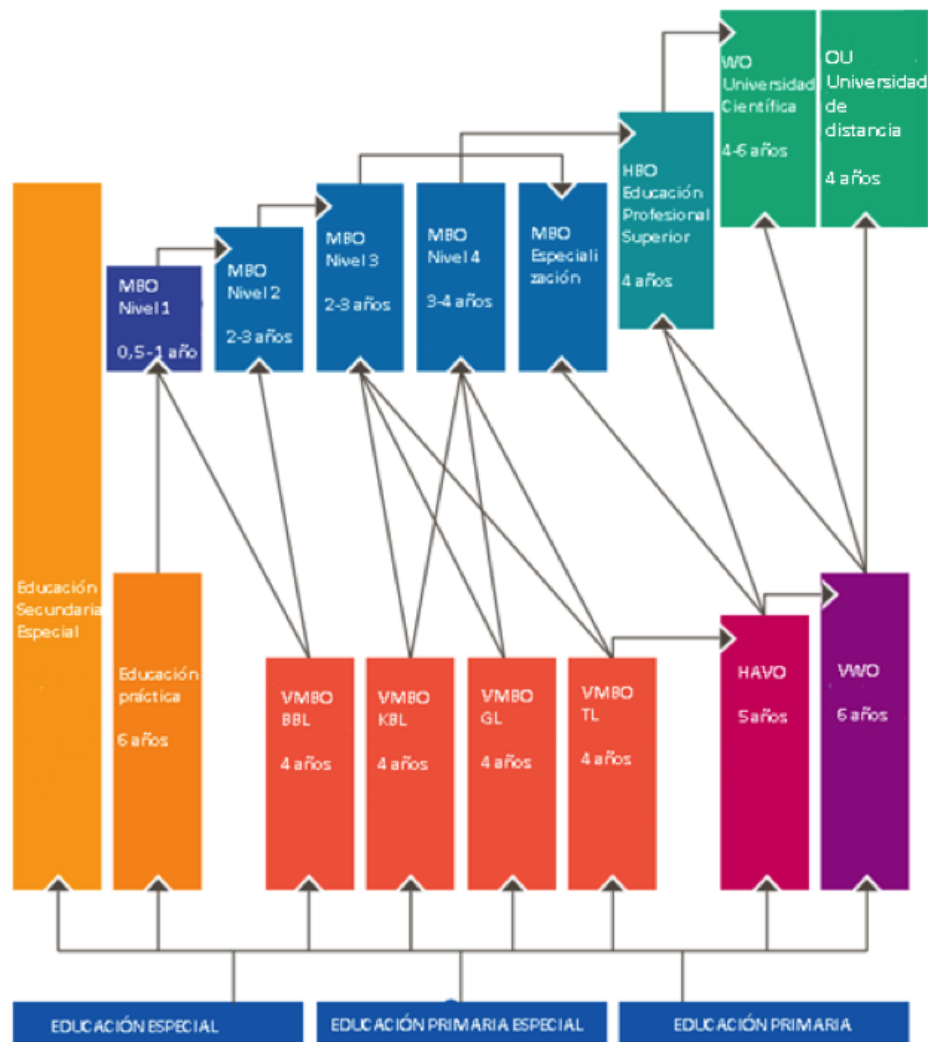 WO
Universidad
Científica
4-6 años
OU
Universidad
de
distancia
4 años
HBO
Educación
Profesional
Superior
4 años
MBO
Nivel 1
0,5-1 año
MBO
Nivel 2
2-3 años
MBO
Nivel 3
2-3 años
MBO
Nivel 4
3-4 años
MBO
Especiali
zación
Educación
Secundaria
Especial
Educación
práctica
6 años
VMBO
BBL
4 años
VMBO
KBL
4 años
VMBO
GL
4 años
VMBO
TL
4 años
HAVO
5 años
VWO
6 años
EDUCACIÓN ESPECIAL
EDUCACIÓN PRIMARIA ESPECIAL
EDUCACIÓN PRIMARIA